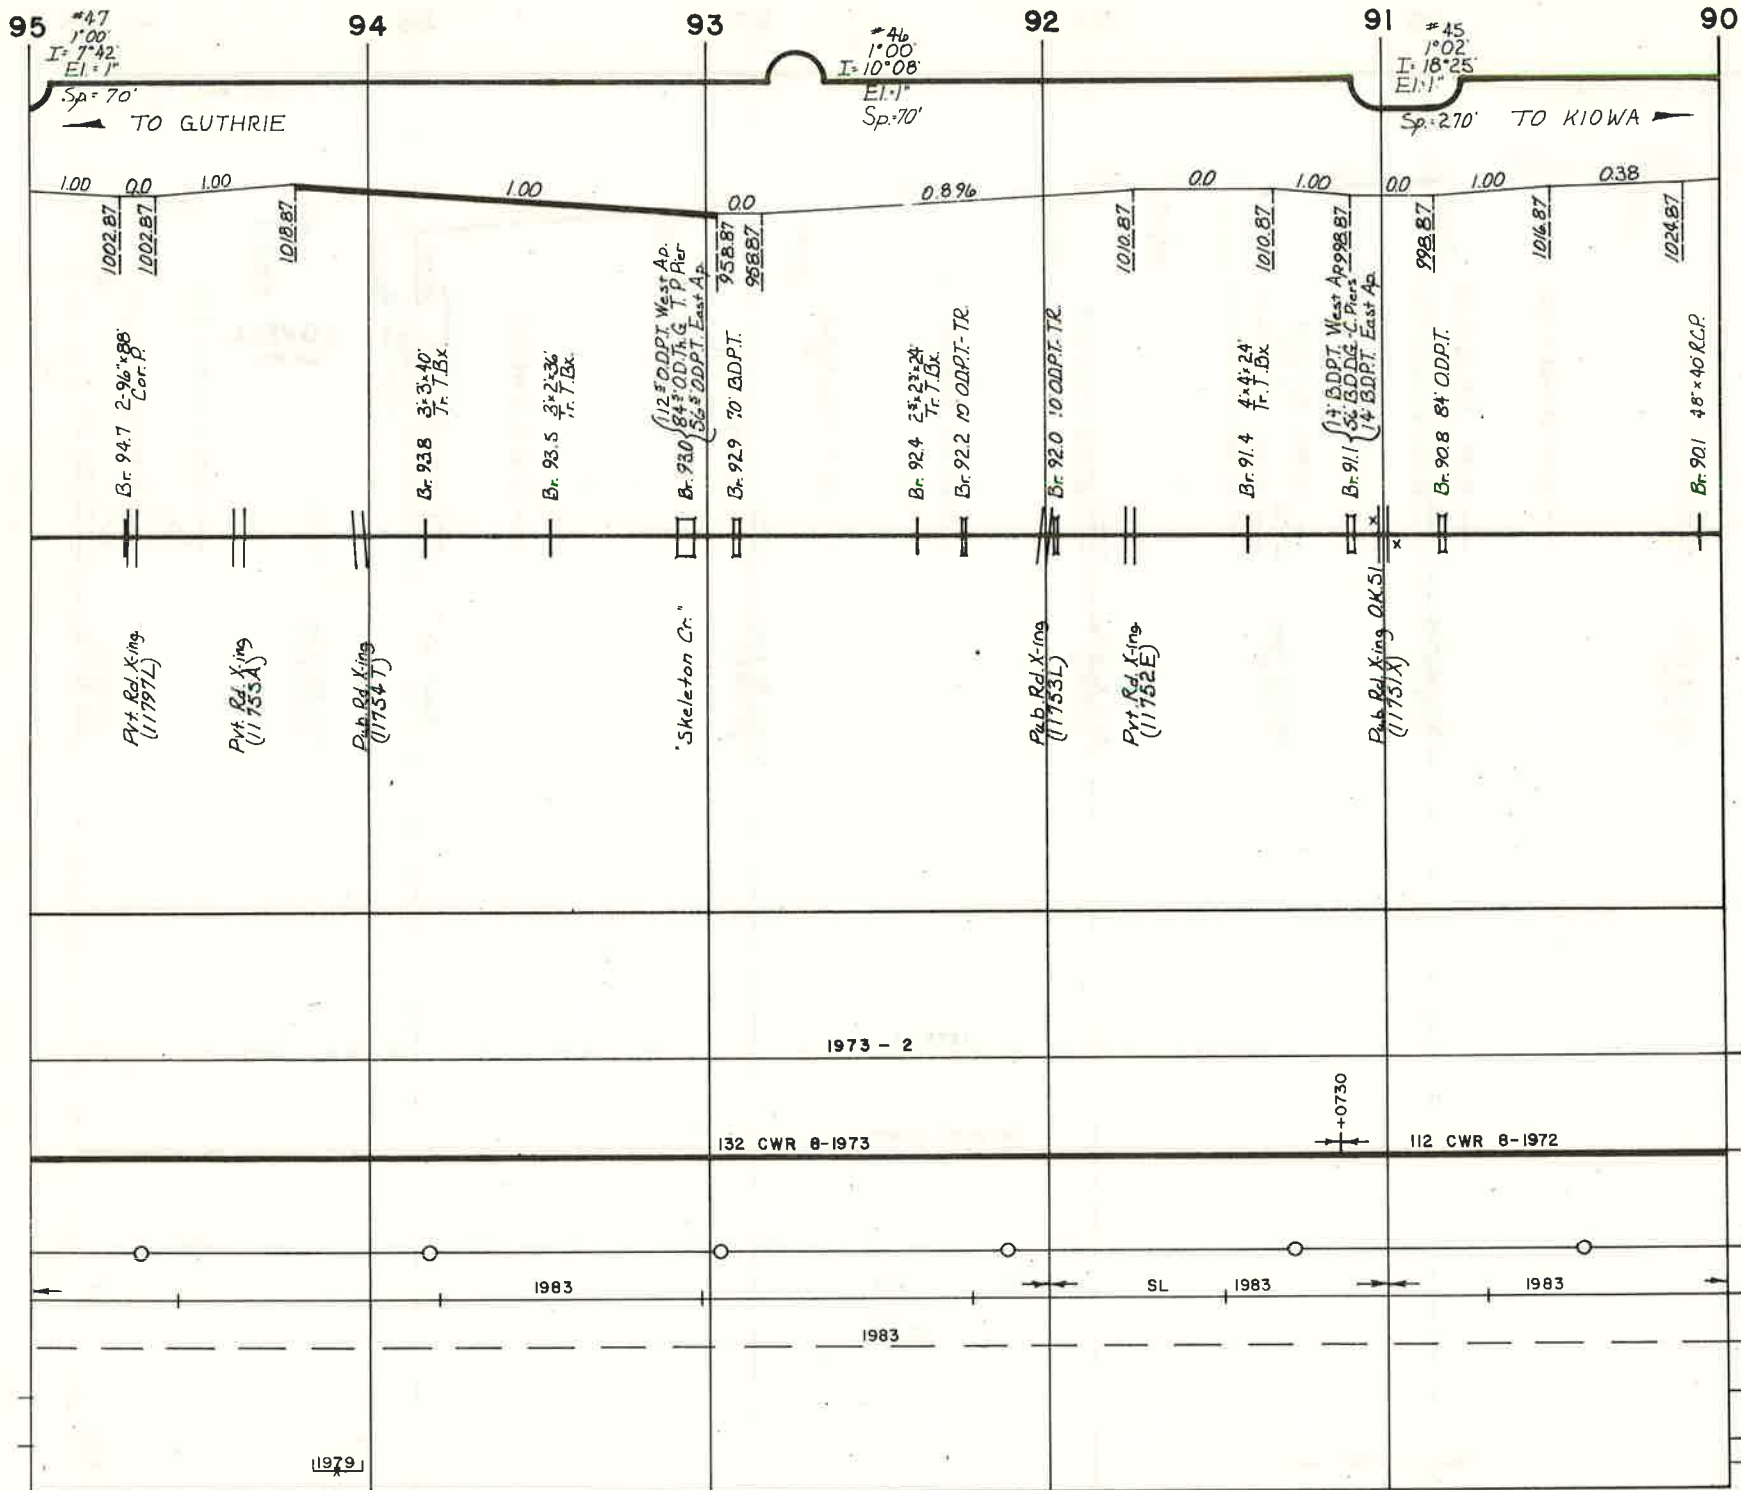 95
94
93
92
91
90
#47
1°00'
I= 7°42'
El.= 1"
Sp.= 70'
#46
1°00'
I= 10°08'
El.=1"
Sp.=70'
#45
1°02'
I= 18°25'
El.=1"
Sp.=270'
TO GUTHRIE
TO KIOWA
1.00
0.0
1.00
1.00
0.0
0.896
0.0
1.00
0.0
1.00
0.38
1002.87
1002.87
1018.87
958.87
958.87
1010.87
1010.87
998.87
998.87
1016.87
1024.87
Br. 94.7 2-96"x88'
Cor. P.
Br. 93.8 3'x3'x40'
Tr. T.Bx.
Br. 93.5 3'x2'x36'
Tr. T.Bx.
Br. 93.0
112⁵ O.D.P.T. West Ap.
84⁵ O.D.Th.G. T.P. Pier
56⁵ O.D.P.T. East Ap.
Br. 92.9 70' B.D.P.T.
Br. 92.4 2⁵x2³x24'
Tr. T.Bx.
Br. 92.2 10' O.D.P.T.-TR.
Br. 92.0 10' O.D.P.T.-TR.
Br. 91.4 4'x4'x24'
Tr. T.Bx.
Br. 91.1
14' B.D.P.T. West Ap.
56' B.D.D.G.-C. Piers
14' B.D.P.T. East Ap.
Br. 90.8 84' O.D.P.T.
Br. 90.1 48"x40' R.C.P.
x
x
Pvt. Rd. X-ing
(11797L)
Pvt. Rd. X-ing
(11755A)
Pub. Rd. X-ing
(11754T)
"Skeleton Cr."
Pub. Rd. X-ing
(11753L)
Pvt. Rd. X-ing
(11752E)
Pub. Rd. X-ing OK51
(11751X)
1973 - 2
+0730
132 CWR 8-1973
112 CWR 8-1972
1983
SL
1983
1983
1983
1979
x